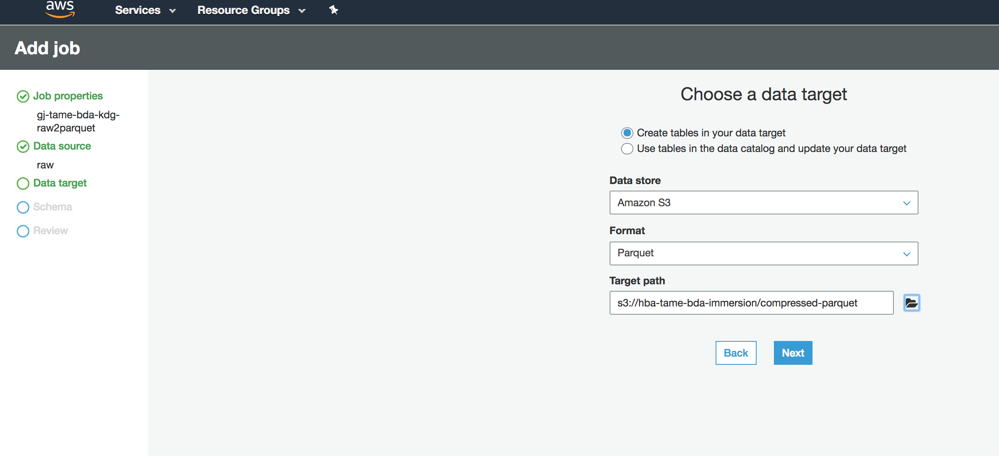 aws
Services
Resource Groups
Add job
Job properties
gj-tame-bda-kdg-
raw2parquet
Data source
raw
Data target
Schema
Review
Choose a data target
Create tables in your data target
Use tables in the data catalog and update your data target
Data store
Amazon S3
Format
Parquet
Target path
s3://hba-tame-bda-immersion/compressed-parquet
Back
Next